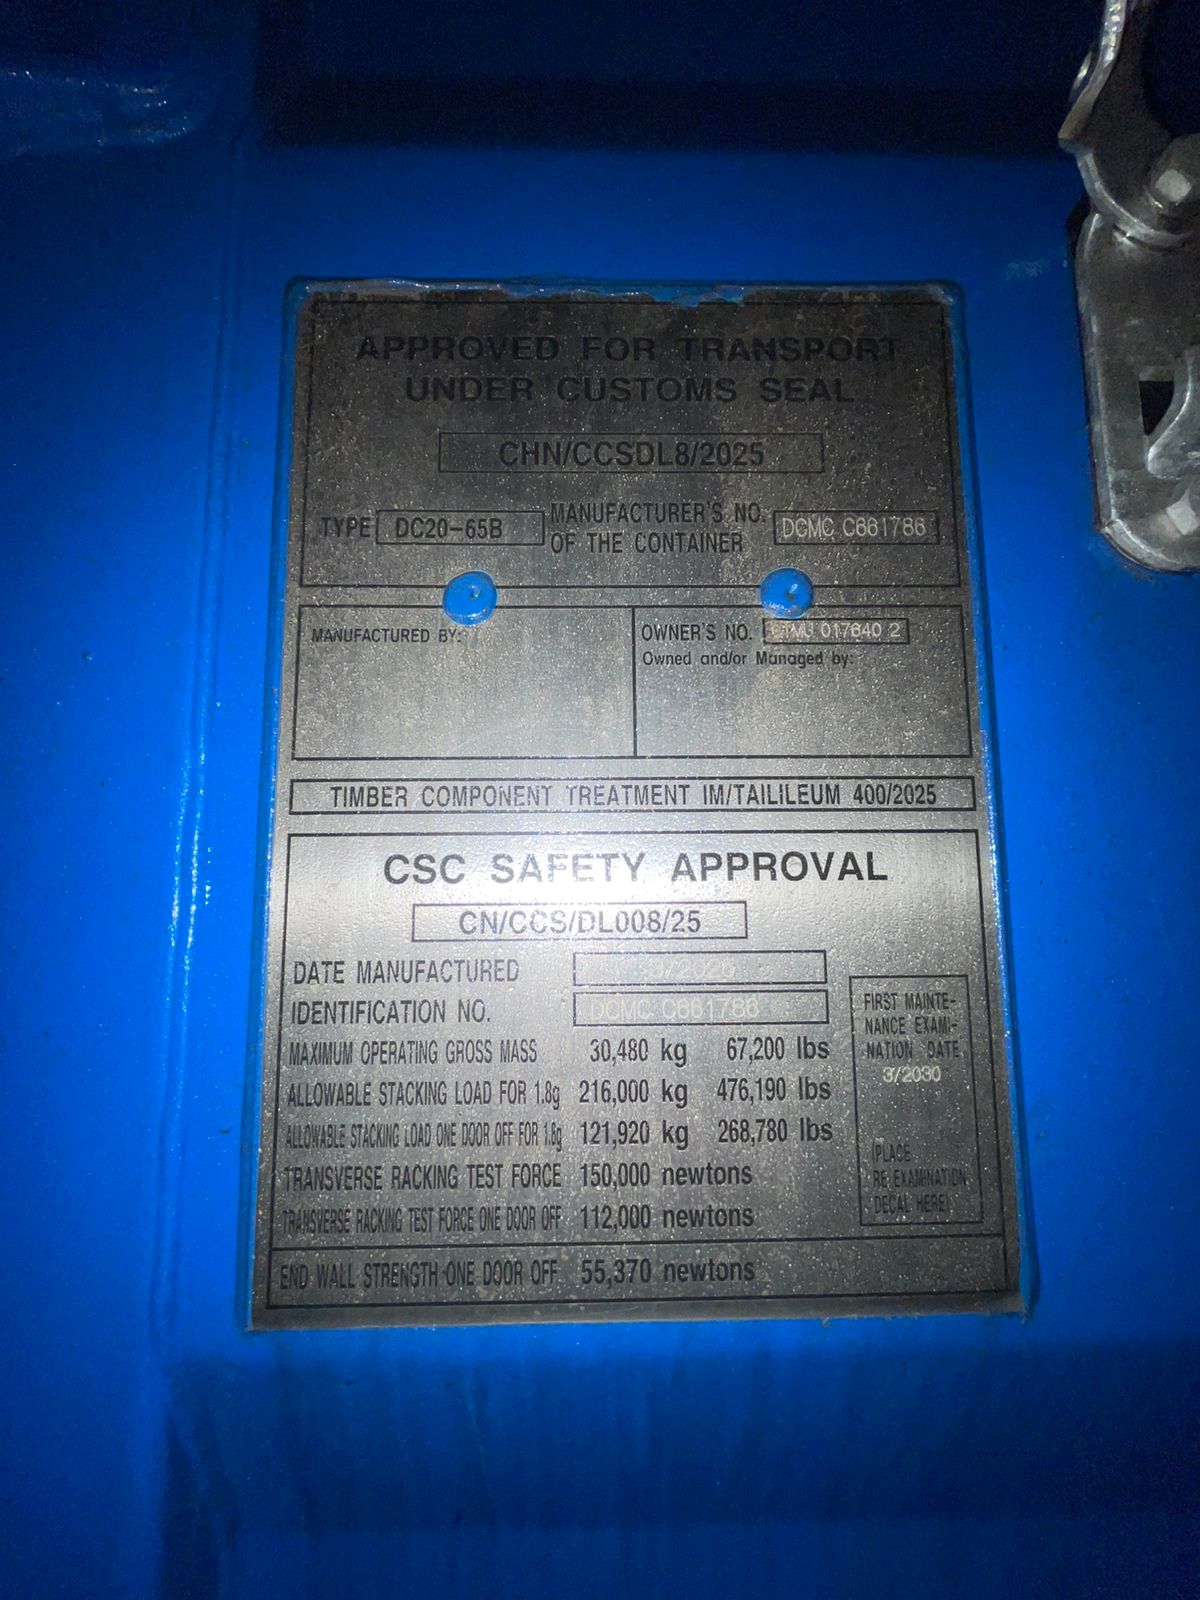 APPROVED FOR TRANSPORT
UNDER CUSTOMS SEAL
CHN/CCSDL8/2025
TYPE DC20-65B MANUFACTURER'S NO. OF THE CONTAINER DCMC C661786
MANUFACTURED BY:
OWNER'S NO. 017640 2
Owned and/or Managed by:
TIMBER COMPONENT TREATMENT IM/TAILILEUM 400/2025
CSC SAFETY APPROVAL
CN/CCS/DL008/25
DATE MANUFACTURED
IDENTIFICATION NO. DCMC C661786
MAXIMUM OPERATING GROSS MASS 30,480 kg 67,200 lbs
ALLOWABLE STACKING LOAD FOR 1.8g 216,000 kg 476,190 lbs
ALLOWABLE STACKING LOAD ONE DOOR OFF FOR 1.8g 121,920 kg 268,780 lbs
TRANSVERSE RACKING TEST FORCE 150,000 newtons
TRANSVERSE RACKING TEST FORCE ONE DOOR OFF 112,000 newtons
END WALL STRENGTH ONE DOOR OFF 55,370 newtons
FIRST MAINTE-
NANCE EXAMI-
NATION DATE
3/2030
(PLACE
RE EXAMINATION
DECAL HERE)